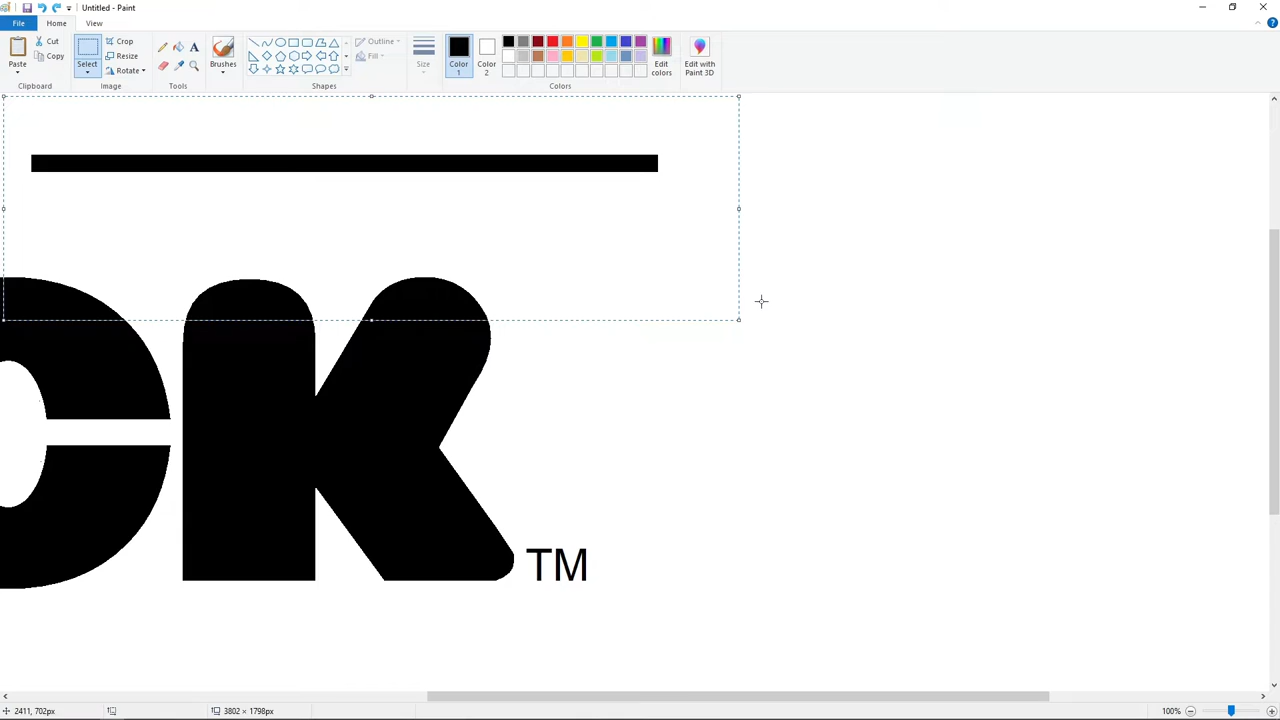 Untitled - Paint
File Home View
Paste
Cut
Copy
Clipboard
Select
Crop
Resize
Rotate
Image
Tools
Brushes
Shapes
Outline
Fill
Size
Color 1
Color 2
Colors
Edit colors
Edit with Paint 3D
CK TM
2411, 702px
3802 × 1798px
100%